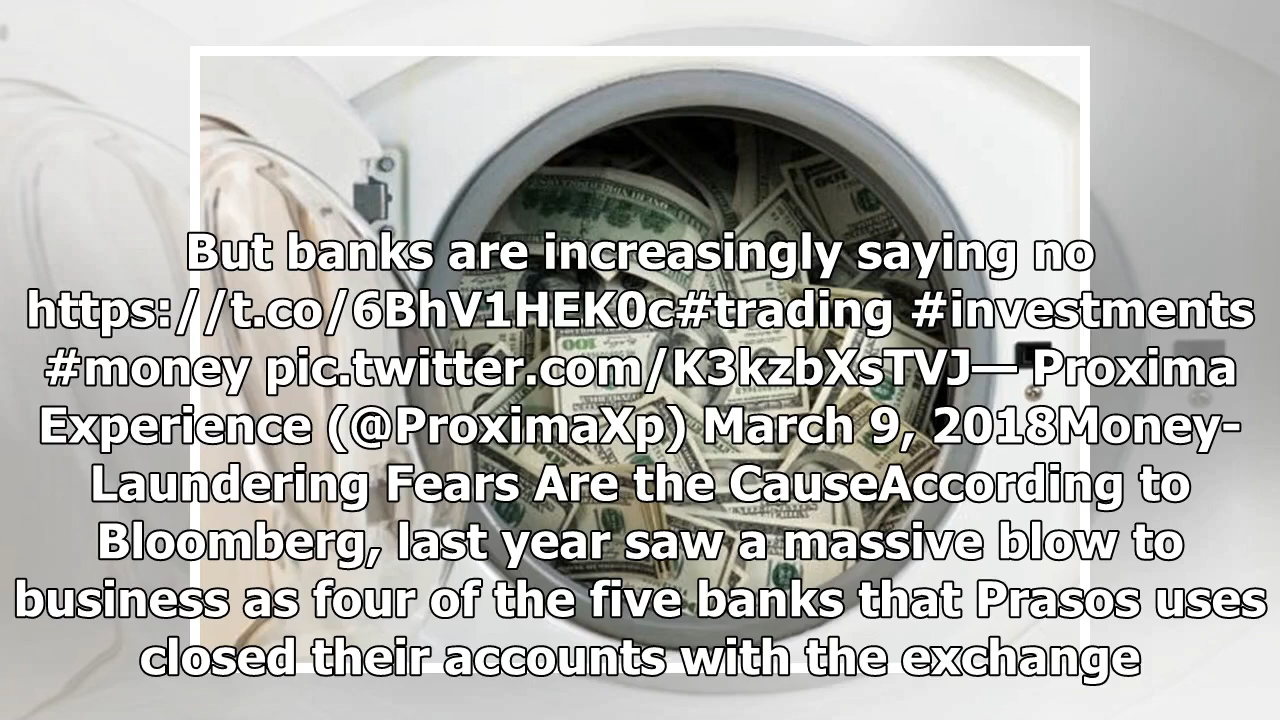 But banks are increasingly saying no
https://t.co/6BhV1HEK0c#trading #investments
#money pic.twitter.com/K3kzbXsTVJ— Proxima
Experience (@ProximaXp) March 9, 2018Money-
Laundering Fears Are the CauseAccording to
Bloomberg, last year saw a massive blow to
business as four of the five banks that Prasos uses
closed their accounts with the exchange